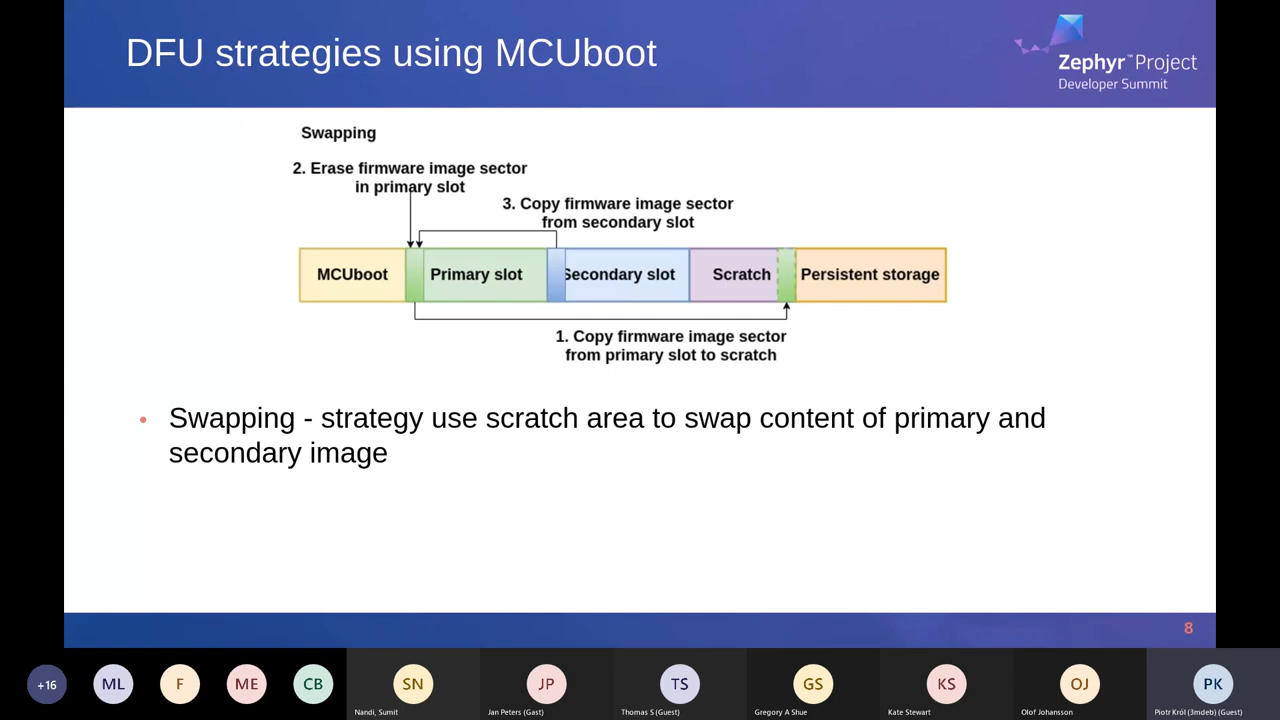 DFU strategies using MCUboot
Zephyr™Project
Developer Summit
Swapping
2. Erase firmware image sector
in primary slot
3. Copy firmware image sector
from secondary slot
MCUboot
Primary slot
Secondary slot
Scratch
Persistent storage
1. Copy firmware image sector
from primary slot to scratch
• Swapping - strategy use scratch area to swap content of primary and
secondary image
8
+16
ML
F
ME
CB
SN
JP
TS
GS
KS
OJ
PK
Nandi, Sumit
Jan Peters (Gast)
Thomas S (Guest)
Gregory A Shue
Kate Stewart
Olof Johansson
Piotr Król (3mdeb) (Guest)